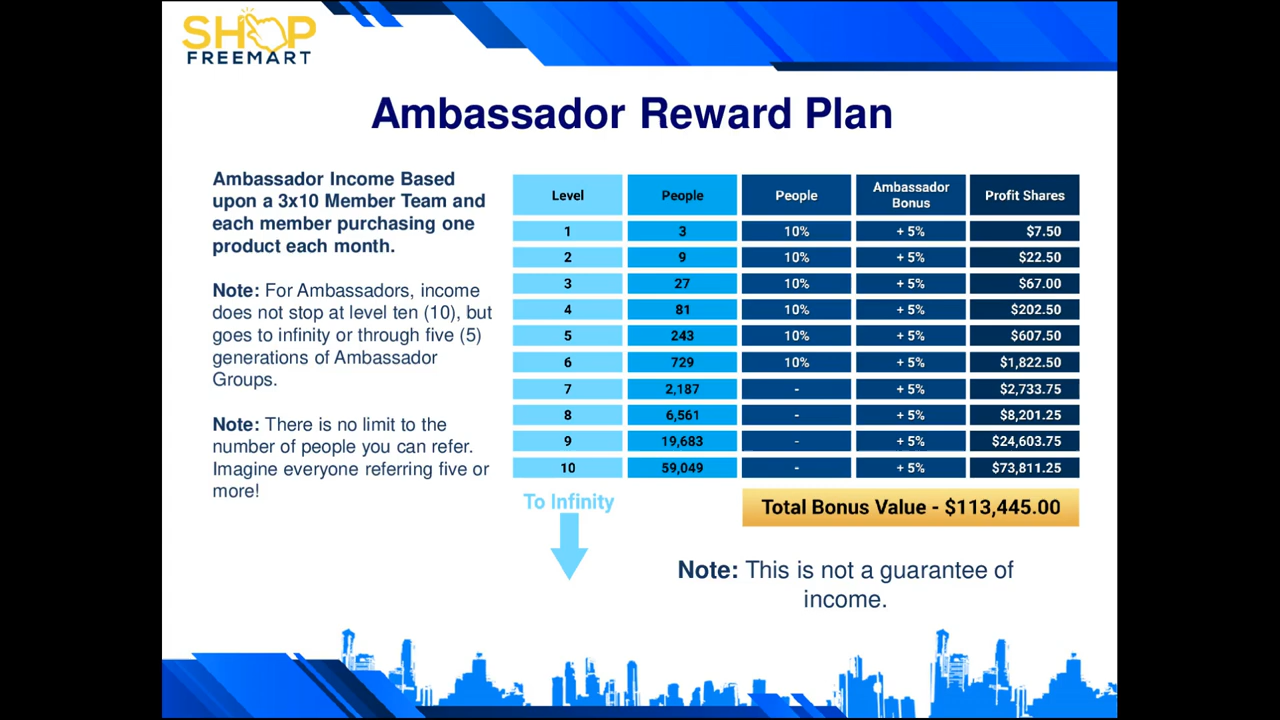 SHOP
FREEMART
Ambassador Reward Plan
Ambassador Income Based
upon a 3x10 Member Team and
each member purchasing one
product each month.
Note: For Ambassadors, income
does not stop at level ten (10), but
goes to infinity or through five (5)
generations of Ambassador
Groups.
Note: There is no limit to the
number of people you can refer.
Imagine everyone referring five or
more!
Level People People Ambassador Bonus Profit Shares
1 3 10% + 5% $7.50
2 9 10% + 5% $22.50
3 27 10% + 5% $67.00
4 81 10% + 5% $202.50
5 243 10% + 5% $607.50
6 729 10% + 5% $1,822.50
7 2,187 - + 5% $2,733.75
8 6,561 - + 5% $8,201.25
9 19,683 - + 5% $24,603.75
10 59,049 - + 5% $73,811.25
To Infinity
Total Bonus Value - $113,445.00
Note: This is not a guarantee of
income.